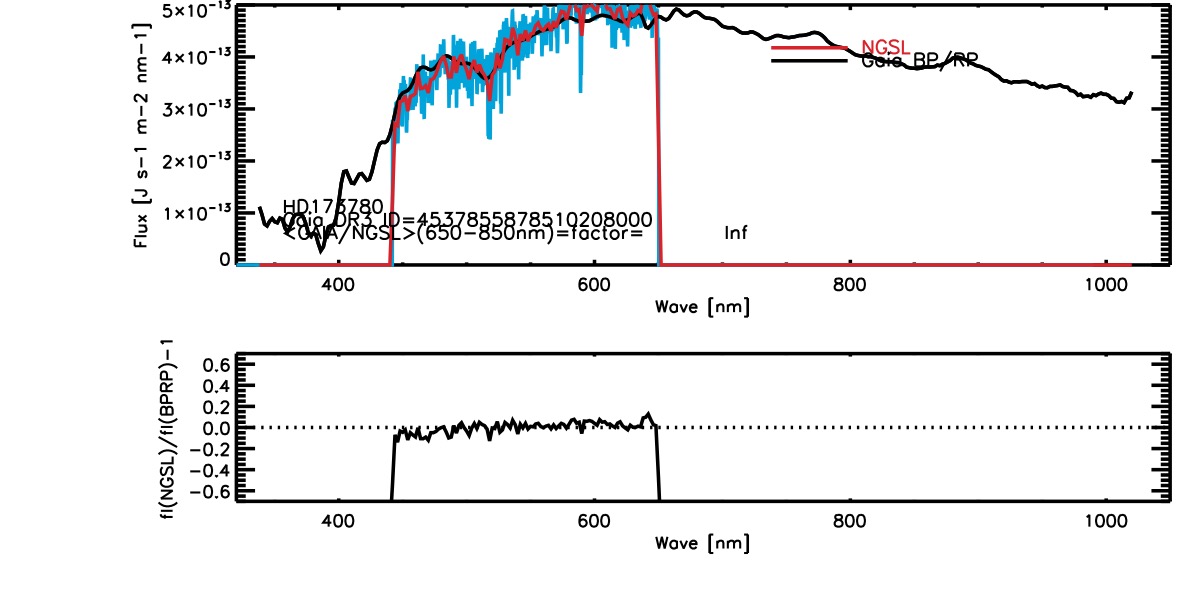 5×10⁻¹³
4×10⁻¹³
3×10⁻¹³
2×10⁻¹³
1×10⁻¹³
0
Flux [J s−1 m−2 nm−1]
NGSL
Gaia BP/RP
HD175780
Gaia DR3 ID=4537855878510208000
<GAIA/NGSL>(650−850nm)=factor= Inf
400 600 800 1000
Wave [nm]
fl(NGSL)/fl(BPRP)−1
0.6
0.4
0.2
0.0
−0.2
−0.4
−0.6
400 600 800 1000
Wave [nm]